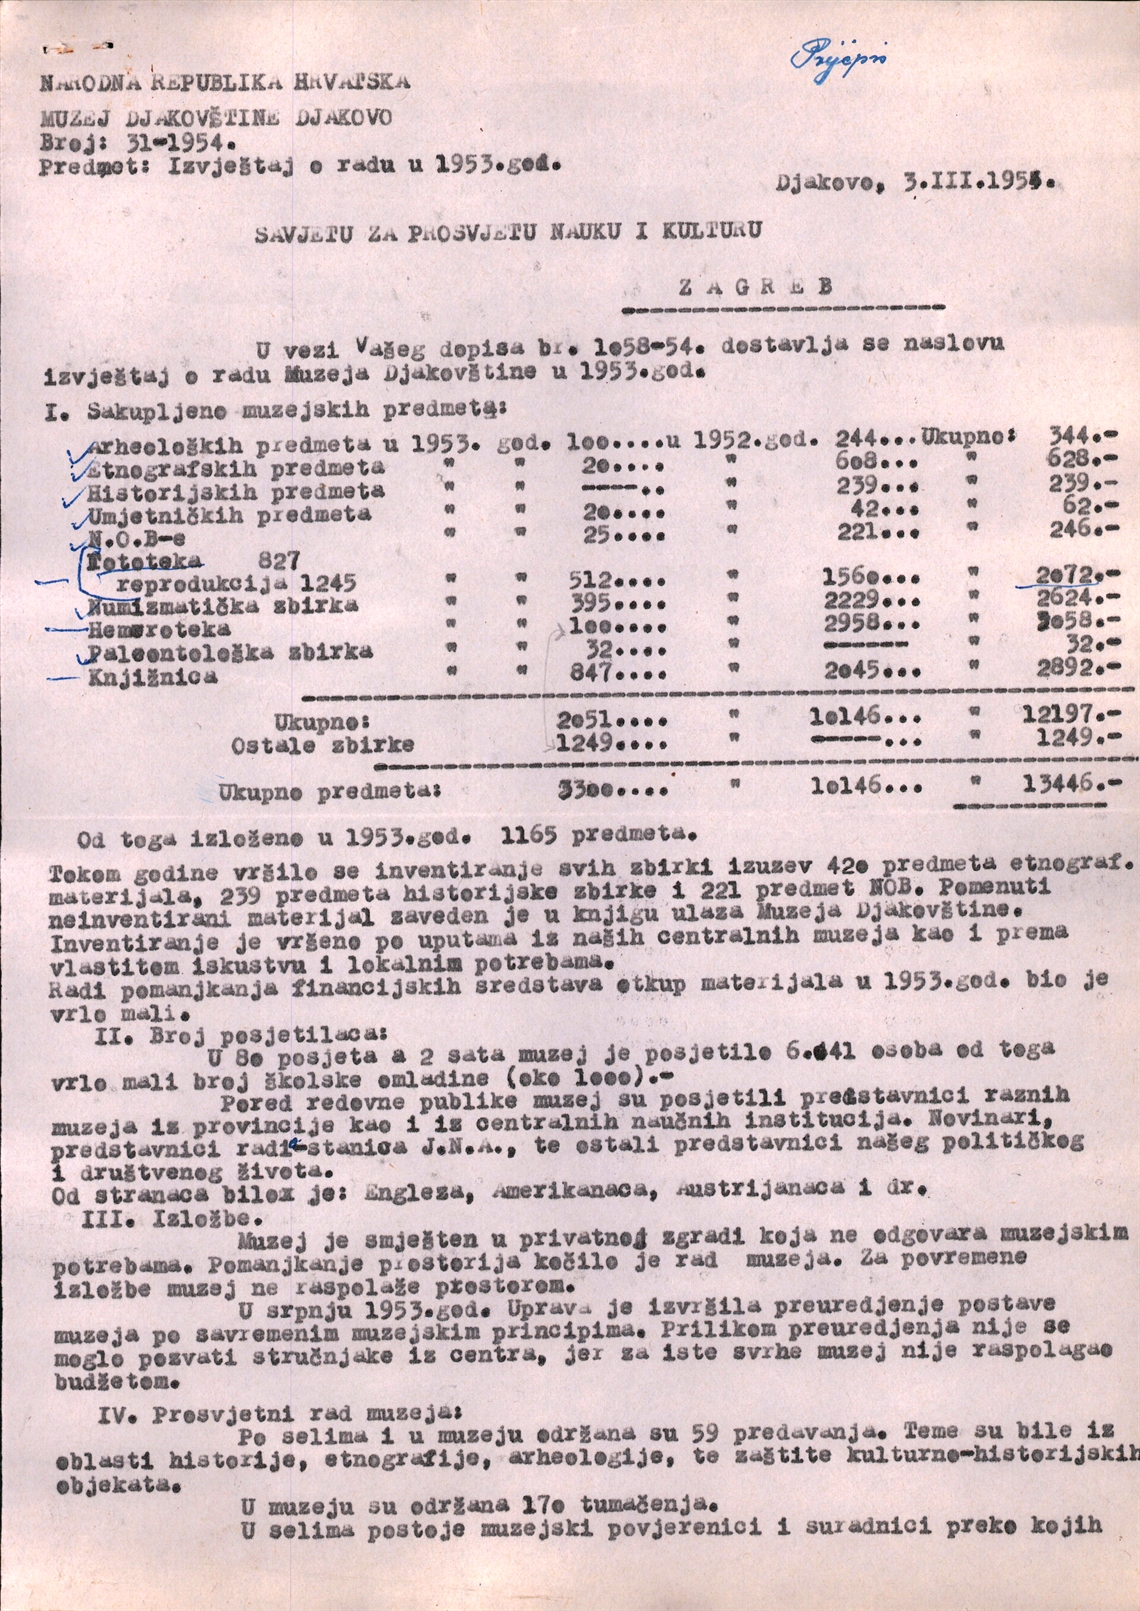 Prijepis
NARODNA REPUBLIKA HRVATSKA
MUZEJ DJAKOVŠTINE DJAKOVO
Broj: 31-1954.
Predmet: Izvještaj o radu u 1953.god.
Djakovo, 3.III.1954.
SAVJETU ZA PROSVJETU NAUKU I KULTURU
Z A G R E B
U vezi Vašeg dopisa br. 1058-54. dostavlja se naslovu
izvještaj o radu Muzeja Djakovštine u 1953.god.
I. Sakupljeno muzejskih predmeta:
Arheoloških predmeta u 1953. god. 100....u 1952.god. 244...Ukupno: 344.-
Etnografskih predmeta " " 20.... " 608... " 628.-
Historijskih predmeta " " -----.. " 239... " 239.-
Umjetničkih predmeta " " 20.... " 42... " 62.-
N.O.B-e " " 25.... " 221... " 246.-
Fototeka 827
reprodukcija 1245 " " 512.... " 1560... " 2072.-
Numizmatička zbirka " " 395.... " 2229... " 2624.-
Hemeroteka " " 100.... " 2958... " 3058.-
Paleontološka zbirka " " 32.... " ------- " 32.-
Knjižnica " " 847.... " 2045... " 2892.-
Ukupno: 2051.... " 10146... " 12197.-
Ostale zbirke 1249.... " -----... " 1249.-
Ukupno predmeta: 3300.... " 10146... " 13446.-
Od toga izloženo u 1953.god. 1165 predmeta.
Tokom godine vršilo se inventiranje svih zbirki izuzev 420 predmeta etnograf.
materijala, 239 predmeta historijske zbirke i 221 predmet NOB. Pomenuti
neinventirani materijal zaveden je u knjigu ulaza Muzeja Djakovštine.
Inventiranje je vršeno po uputama iz naših centralnih muzeja kao i prema
vlastitom iskustvu i lokalnim potrebama.
Radi pomanjkanja financijskih sredstava otkup materijala u 1953.god. bio je
vrlo mali.
II. Broj posjetilaca:
U 80 posjeta a 2 sata muzej je posjetilo 6.041 osoba od toga
vrlo mali broj školske omladine (oko 1000).-
Pored redovne publike muzej su posjetili predstavnici raznih
muzeja iz provincije kao i iz centralnih naučnih institucija. Novinari,
predstavnici radio-stanica J.N.A., te ostali predstavnici našeg političkog
i društvenog života.
Od stranaca bilox je: Engleza, Amerikanaca, Austrijanaca i dr.
III. Izložbe.
Muzej je smješten u privatnoj zgradi koja ne odgovara muzejskim
potrebama. Pomanjkanje prostorija kočilo je rad muzeja. Za povremene
izložbe muzej ne raspolaže prostorom.
U srpnju 1953.god. Uprava je izvršila preuredjenje postave
muzeja po savremenim muzejskim principima. Prilikom preuredjenja nije se
moglo pozvati stručnjake iz centra, jer za iste svrhe muzej nije raspolagao
budžetom.
IV. Prosvjetni rad muzeja:
Po selima i u muzeju održana su 59 predavanja. Teme su bile iz
oblasti historije, etnografije, arheologije, te zaštite kulturno-historijskih
objekata.
U muzeju su održana 170 tumačenja.
U selima postoje muzejski povjerenici i suradnici preko kojih